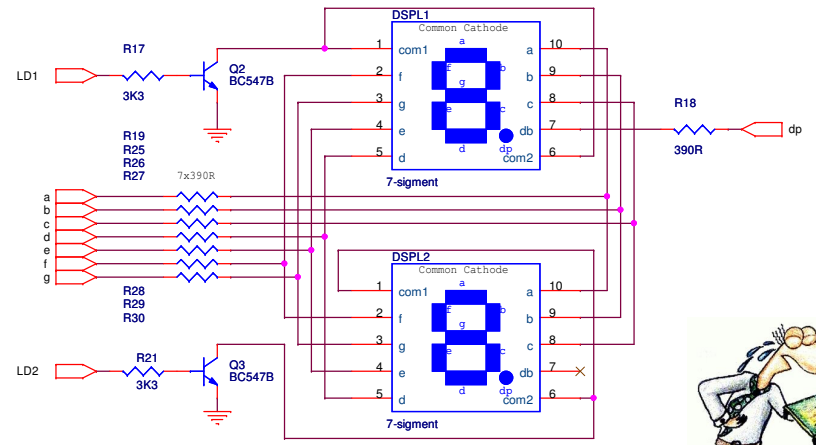 DSPL1
Common Cathode
R17
LD1
3K3
Q2
BC547B
1 com1 a 10
2 f b 9
3 g c 8
4 e db 7
5 d com2 6
a
f b
g
e c
d dp
7-sigment
R18
390R
dp
R19
R25
R26
R27
7x390R
a
b
c
d
e
f
g
R28
R29
R30
DSPL2
Common Cathode
1 com1 a 10
2 f b 9
3 g c 8
4 e db 7
5 d com2 6
a
f b
g
e c
d dp
7-sigment
LD2
R21
3K3
Q3
BC547B